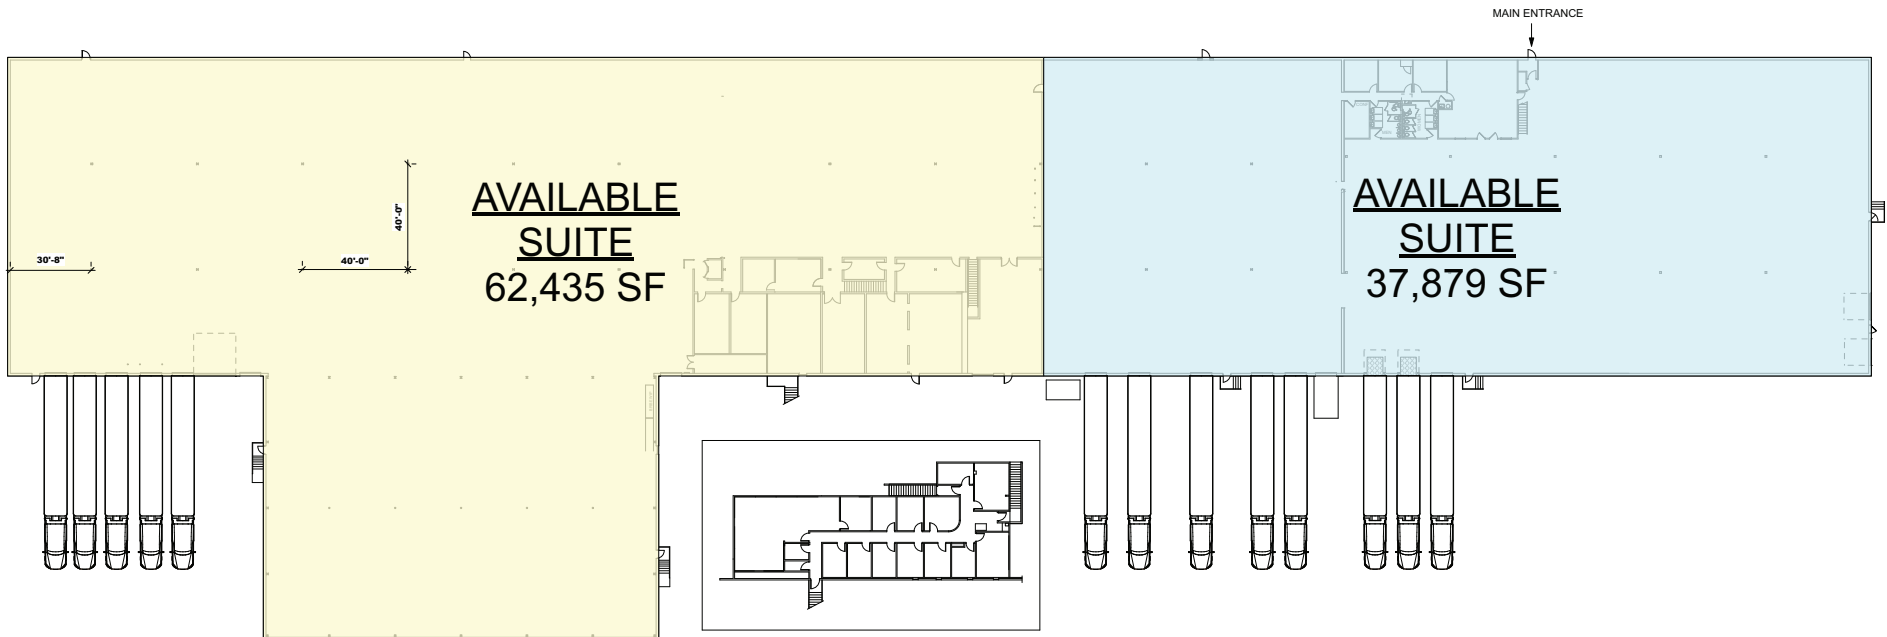 MAIN ENTRANCE
AVAILABLE
SUITE
62,435 SF
AVAILABLE
SUITE
37,879 SF
40'-0"
30'-8"
40'-0"